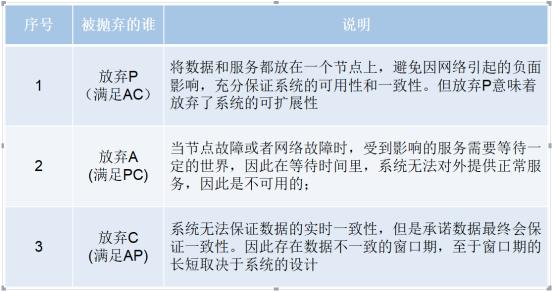 序号 被抛弃的谁 说明
1
放弃P
（满足AC）
将数据和服务都放在一个节点上，避免因网络引起的负面
影响，充分保证系统的可用性和一致性。但放弃P意味着
放弃了系统的可扩展性
2
放弃A
(满足PC)
当节点故障或者网络故障时，受到影响的服务需要等待一
定的世界，因此在等待时间里，系统无法对外提供正常服
务，因此是不可用的；
3
放弃C
(满足AP)
系统无法保证数据的实时一致性，但是承诺数据最终会保
证一致性。因此存在数据不一致的窗口期，至于窗口期的
长短取决于系统的设计